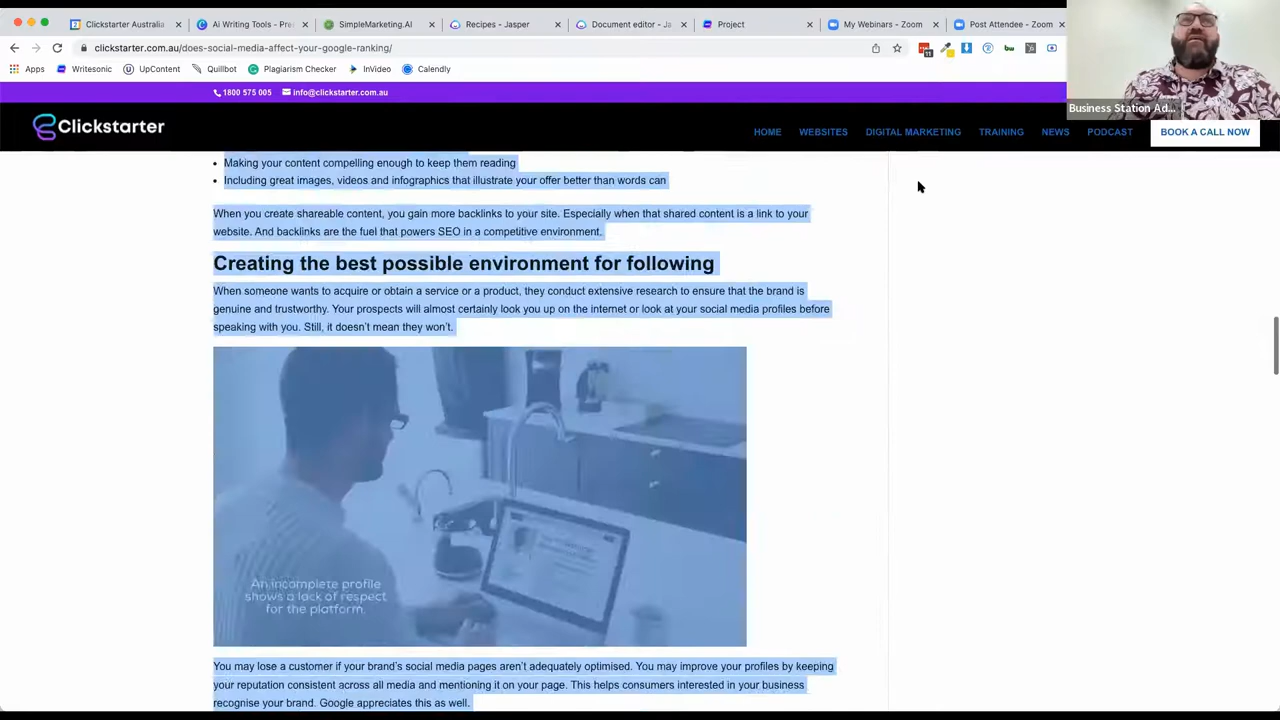 Clickstarter Australia
Ai Writing Tools - Pre
SimpleMarketing.AI
Recipes - Jasper
Document editor - Ja
Project
My Webinars - Zoom
Post Attendee - Zoom
clickstarter.com.au/does-social-media-affect-your-google-ranking/
11
Apps
Writesonic
UpContent
Quillbot
Plagiarism Checker
InVideo
Calendly
Business Station Ad...
1800 575 005
info@clickstarter.com.au
Clickstarter
HOME
WEBSITES
DIGITAL MARKETING
TRAINING
NEWS
PODCAST
BOOK A CALL NOW
Making your content compelling enough to keep them reading
Including great images, videos and infographics that illustrate your offer better than words can
When you create shareable content, you gain more backlinks to your site. Especially when that shared content is a link to your
website. And backlinks are the fuel that powers SEO in a competitive environment.
Creating the best possible environment for following
When someone wants to acquire or obtain a service or a product, they conduct extensive research to ensure that the brand is
genuine and trustworthy. Your prospects will almost certainly look you up on the internet or look at your social media profiles before
speaking with you. Still, it doesn't mean they won't.
An incomplete profile
shows a lack of respect
for the platform.
You may lose a customer if your brand's social media pages aren't adequately optimised. You may improve your profiles by keeping
your reputation consistent across all media and mentioning it on your page. This helps consumers interested in your business
recognise your brand. Google appreciates this as well.